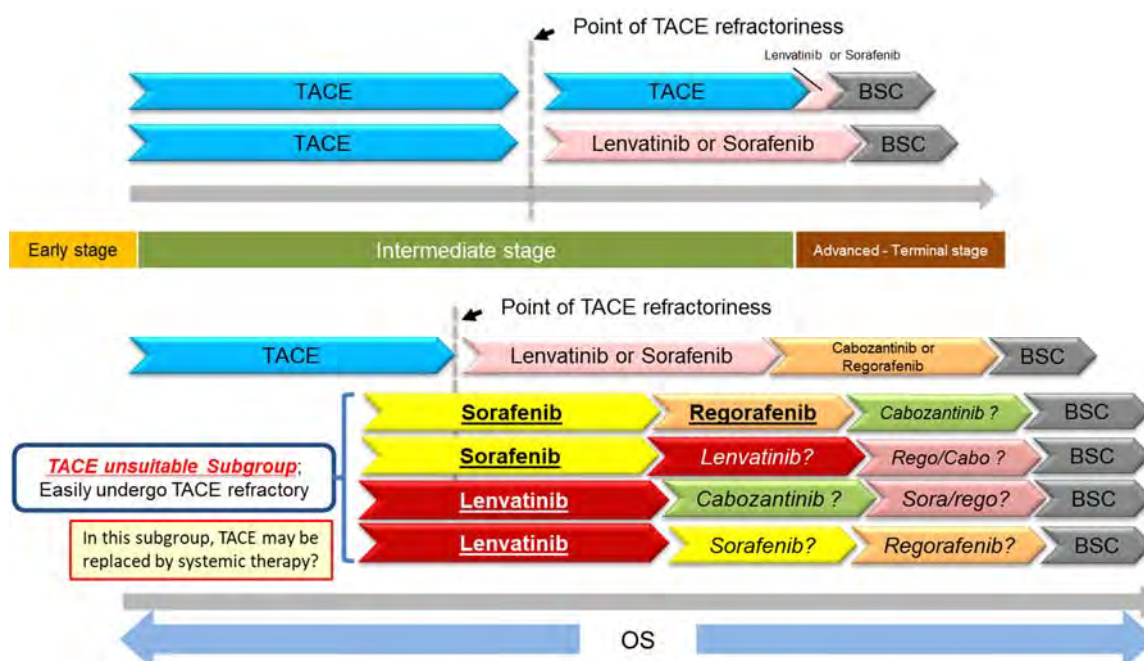 Point of TACE refractoriness
Lenvatinib or Sorafenib
TACE
TACE
BSC
TACE
Lenvatinib or Sorafenib
BSC
Early stage
Intermediate stage
Advanced - Terminal stage
Point of TACE refractoriness
TACE
Lenvatinib or Sorafenib
Cabozantinib or
Regorafenib
BSC
Sorafenib
Regorafenib
Cabozantinib ?
BSC
TACE unsuitable Subgroup;
Easily undergo TACE refractory
Sorafenib
Lenvatinib?
Rego/Cabo ?
BSC
Lenvatinib
Cabozantinib ?
Sora/rego?
BSC
In this subgroup, TACE may be
replaced by systemic therapy?
Lenvatinib
Sorafenib?
Regorafenib?
BSC
OS